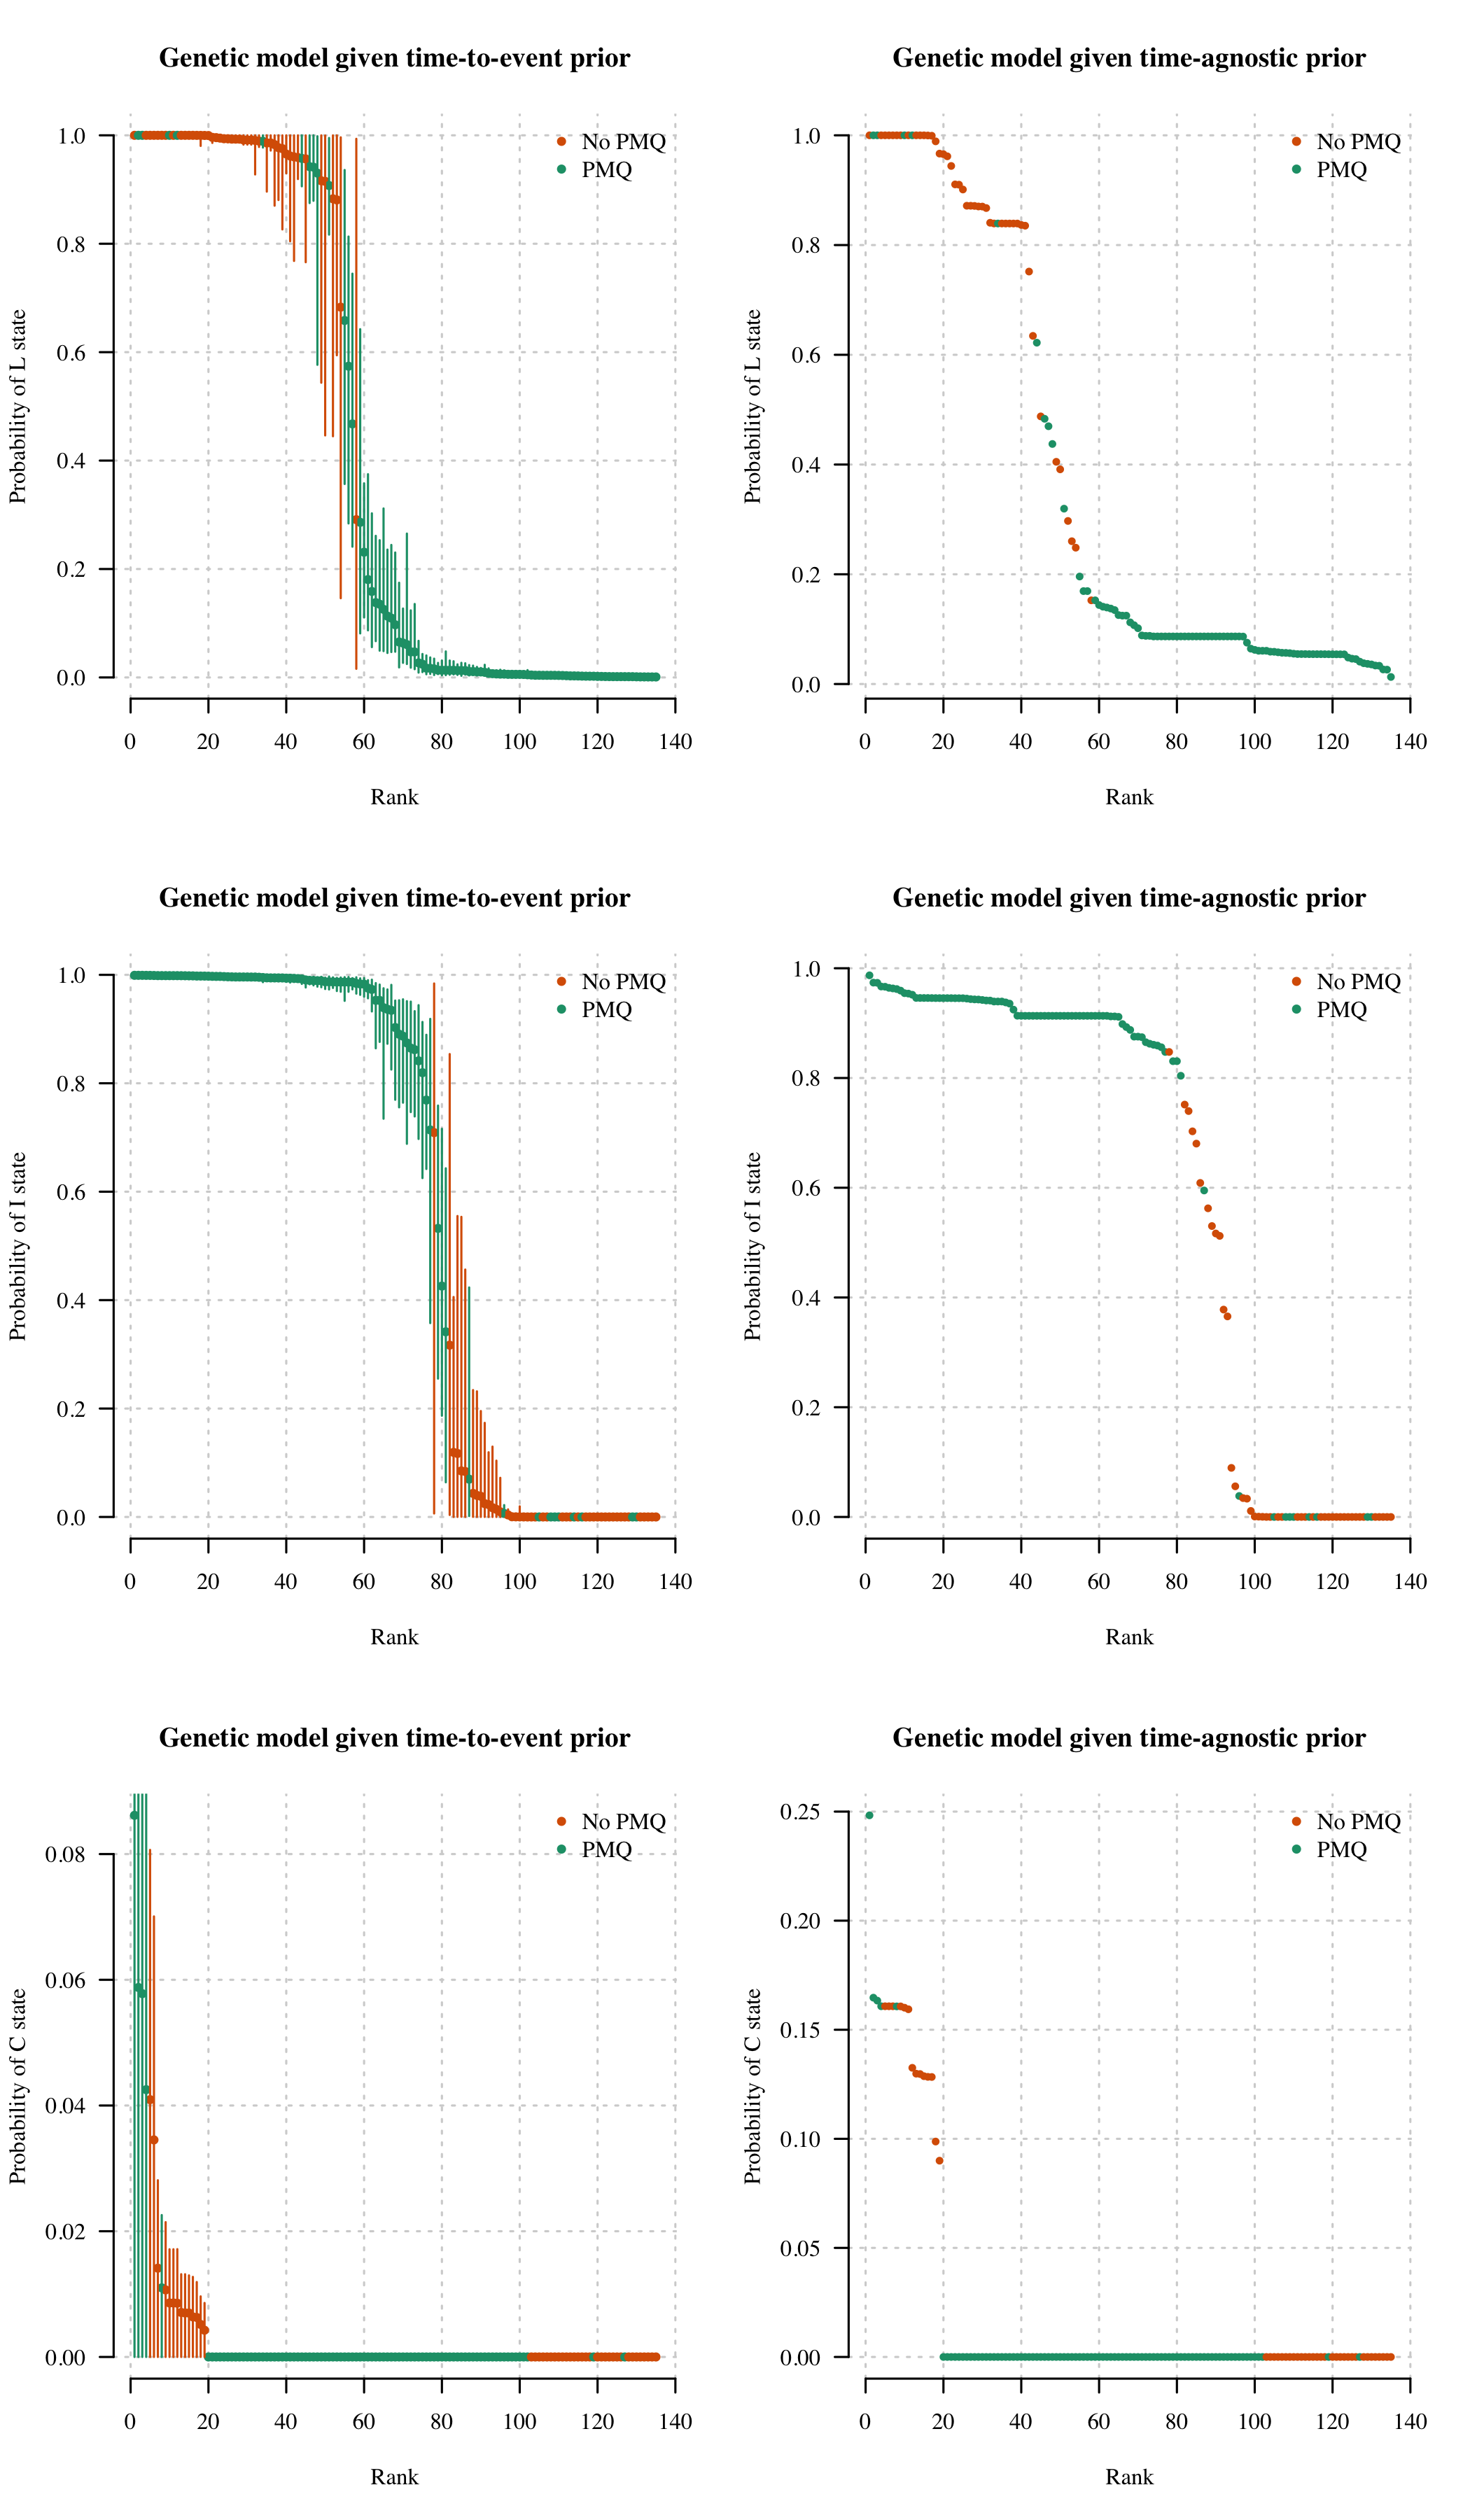 Genetic model given time-to-event prior
1.0
0.8
0.6
0.4
0.2
0.0
Probability of L state
No PMQ
PMQ
0 20 40 60 80 100 120 140
Rank
Genetic model given time-agnostic prior
1.0
0.8
0.6
0.4
0.2
0.0
Probability of L state
No PMQ
PMQ
0 20 40 60 80 100 120 140
Rank
Genetic model given time-to-event prior
1.0
0.8
0.6
0.4
0.2
0.0
Probability of I state
No PMQ
PMQ
0 20 40 60 80 100 120 140
Rank
Genetic model given time-agnostic prior
1.0
0.8
0.6
0.4
0.2
0.0
Probability of I state
No PMQ
PMQ
0 20 40 60 80 100 120 140
Rank
Genetic model given time-to-event prior
0.08
0.06
0.04
0.02
0.00
Probability of C state
No PMQ
PMQ
0 20 40 60 80 100 120 140
Rank
Genetic model given time-agnostic prior
0.25
0.20
0.15
0.10
0.05
0.00
Probability of C state
No PMQ
PMQ
0 20 40 60 80 100 120 140
Rank